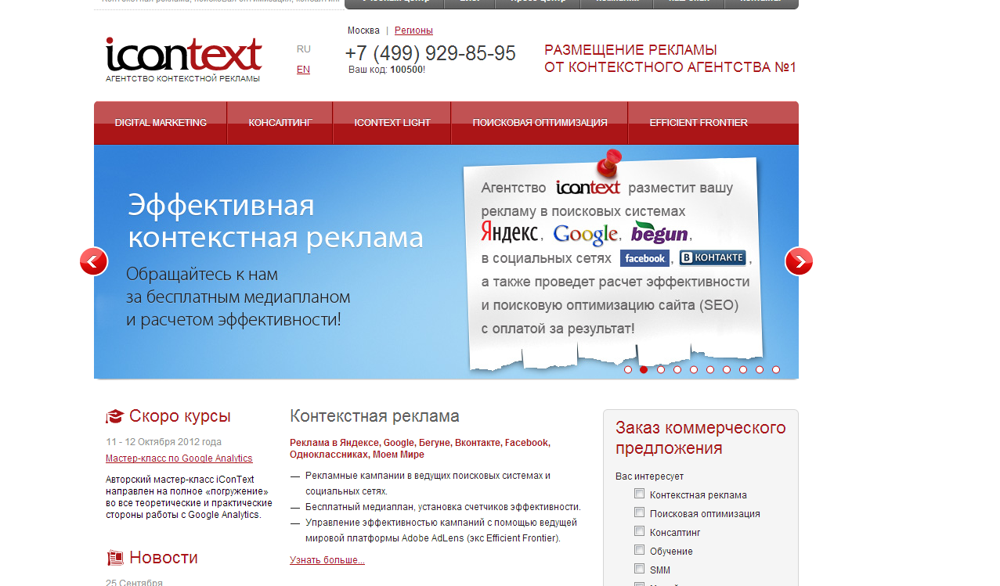 Контекстная реклама, поисковая оптимизация, консалтинг
Москва | Регионы
icontext
АГЕНТСТВО КОНТЕКСТНОЙ РЕКЛАМЫ
RU
EN
+7 (499) 929-85-95
Ваш код: 100500!
РАЗМЕЩЕНИЕ РЕКЛАМЫ
ОТ КОНТЕКСТНОГО АГЕНТСТВА №1
DIGITAL MARKETING
КОНСАЛТИНГ
ICONTEXT LIGHT
ПОИСКОВАЯ ОПТИМИЗАЦИЯ
EFFICIENT FRONTIER
Эффективная
контекстная реклама
Обращайтесь к нам
за бесплатным медиапланом
и расчетом эффективности!
Агентство icontext разместит вашу
рекламу в поисковых системах
Яндекс, Google, begun,
в социальных сетях facebook, В КОНТАКТЕ,
а также проведет расчет эффективности
и поисковую оптимизацию сайта (SEO)
с оплатой за результат!
Скоро курсы
11 - 12 Октября 2012 года
Мастер-класс по Google Analytics
Авторский мастер-класс iConText
направлен на полное «погружение»
во все теоретические и практические
стороны работы с Google Analytics.
Новости
25 Сентября
Контекстная реклама
Реклама в Яндексе, Google, Бегуне, Вконтакте, Facebook,
Одноклассниках, Моем Мире
— Рекламные кампании в ведущих поисковых системах и
социальных сетях.
— Бесплатный медиаплан, установка счетчиков эффективности.
— Управление эффективностью кампаний с помощью ведущей
мировой платформы Adobe AdLens (экс Efficient Frontier).
Узнать больше...
Заказ коммерческого
предложения
Вас интересует
Контекстная реклама
Поисковая оптимизация
Консалтинг
Обучение
SMM